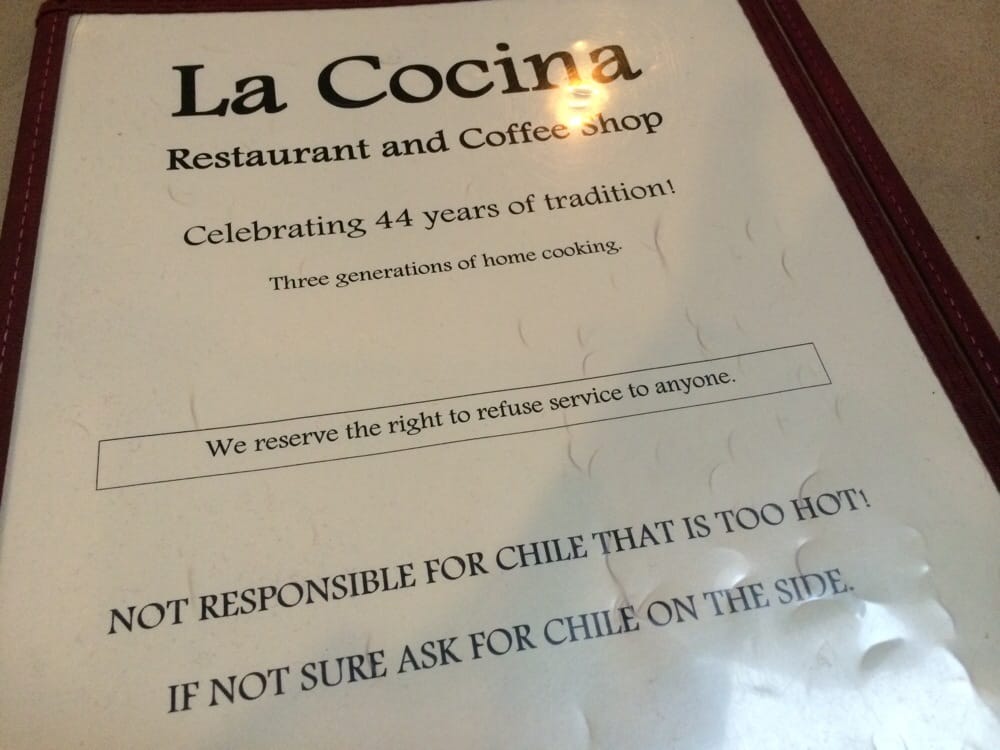 La Cocina
Restaurant and Coffee Shop
Celebrating 44 years of tradition!
Three generations of home cooking.
We reserve the right to refuse service to anyone.
NOT RESPONSIBLE FOR CHILE THAT IS TOO HOT!
IF NOT SURE ASK FOR CHILE ON THE SIDE.